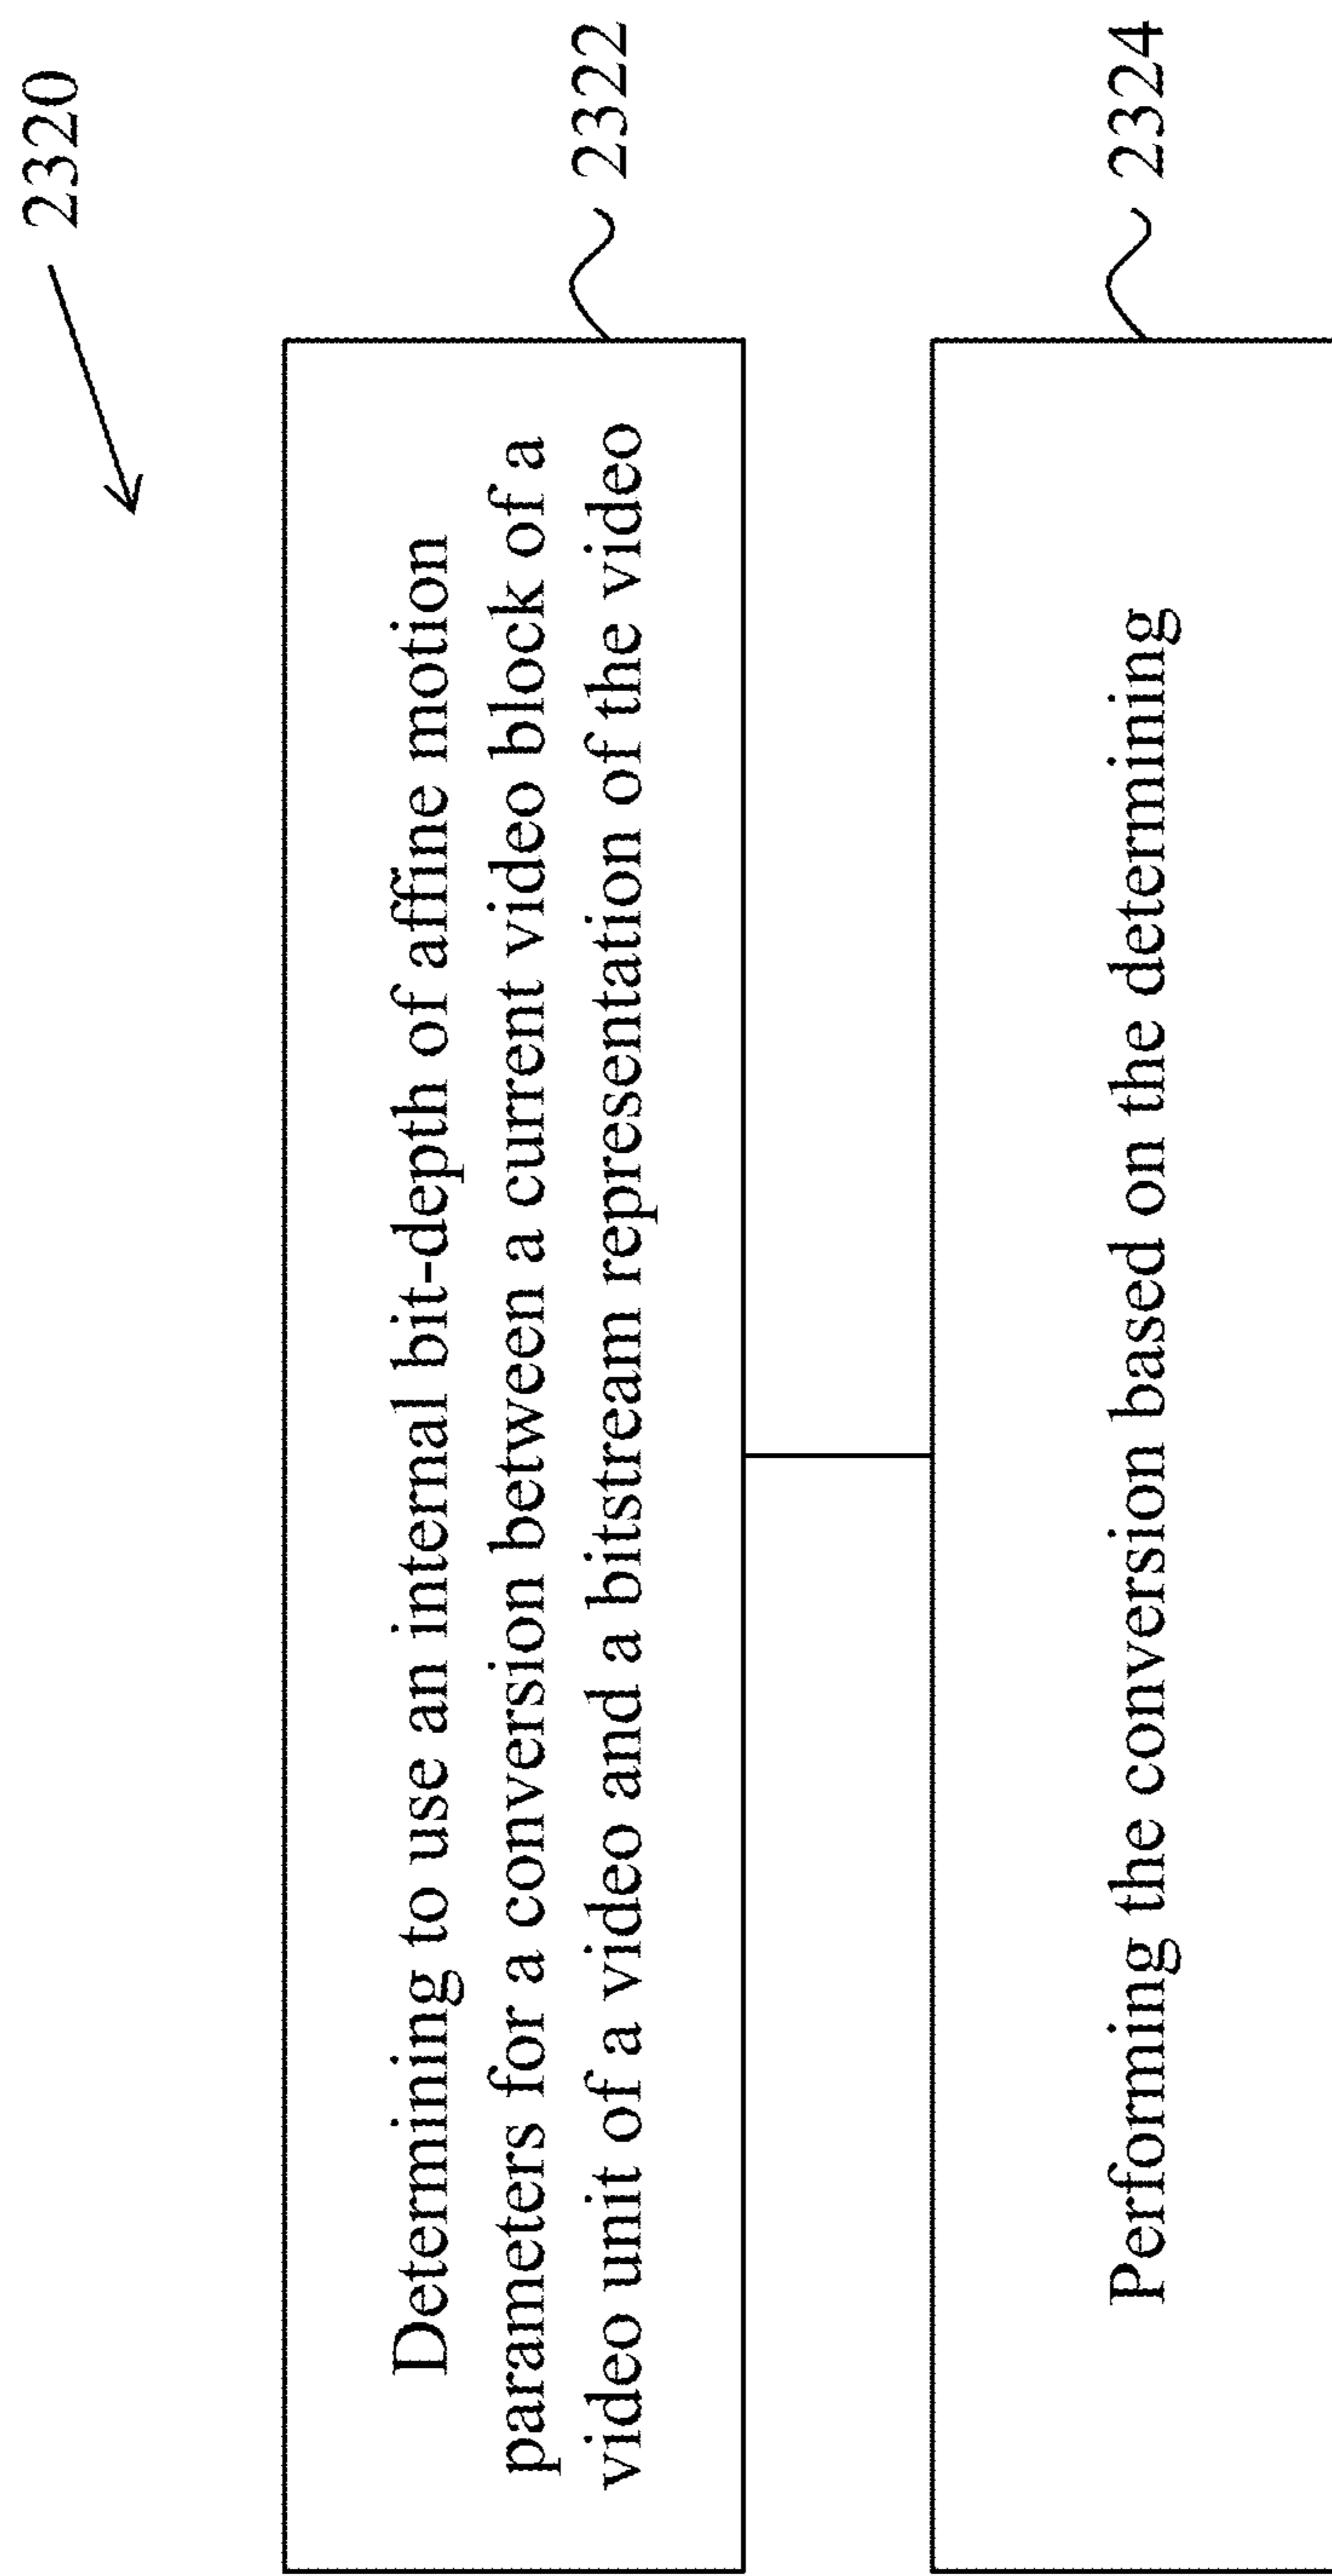 2320
Determining to use an internal bit-depth of affine motion
parameters for a conversion between a current video block of a
video unit of a video and a bitstream representation of the video
2322
Performing the conversion based on the determining
2324